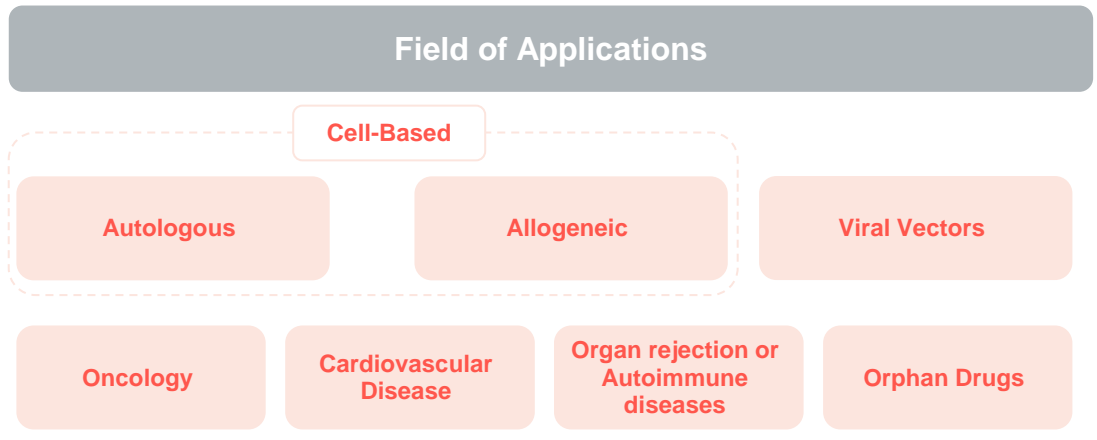 Field of Applications
Cell-Based
Autologous
Allogeneic
Viral Vectors
Oncology
Cardiovascular
Disease
Organ rejection or
Autoimmune
diseases
Orphan Drugs